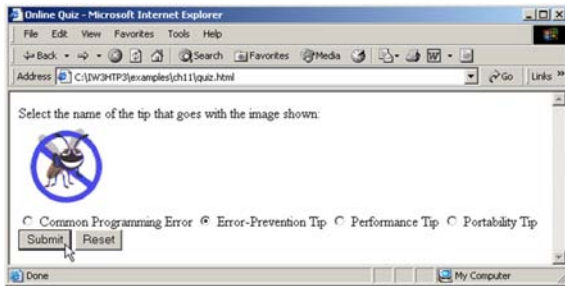 Online Quiz - Microsoft Internet Explorer
File Edit View Favorites Tools Help
Back Search Favorites Media
Address C:\IW3HTP3\examples\ch11\quiz.html Go Links »
Select the name of the tip that goes with the image shown:
Common Programming Error Error-Prevention Tip Performance Tip Portability Tip
Submit Reset
Done My Computer